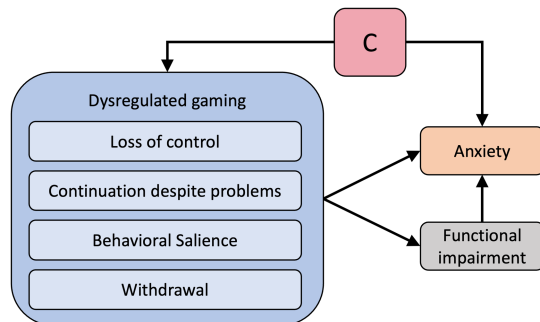 C
Dysregulated gaming
Loss of control
Anxiety
Continuation despite problems
Behavioral Salience
Functional
impairment
Withdrawal